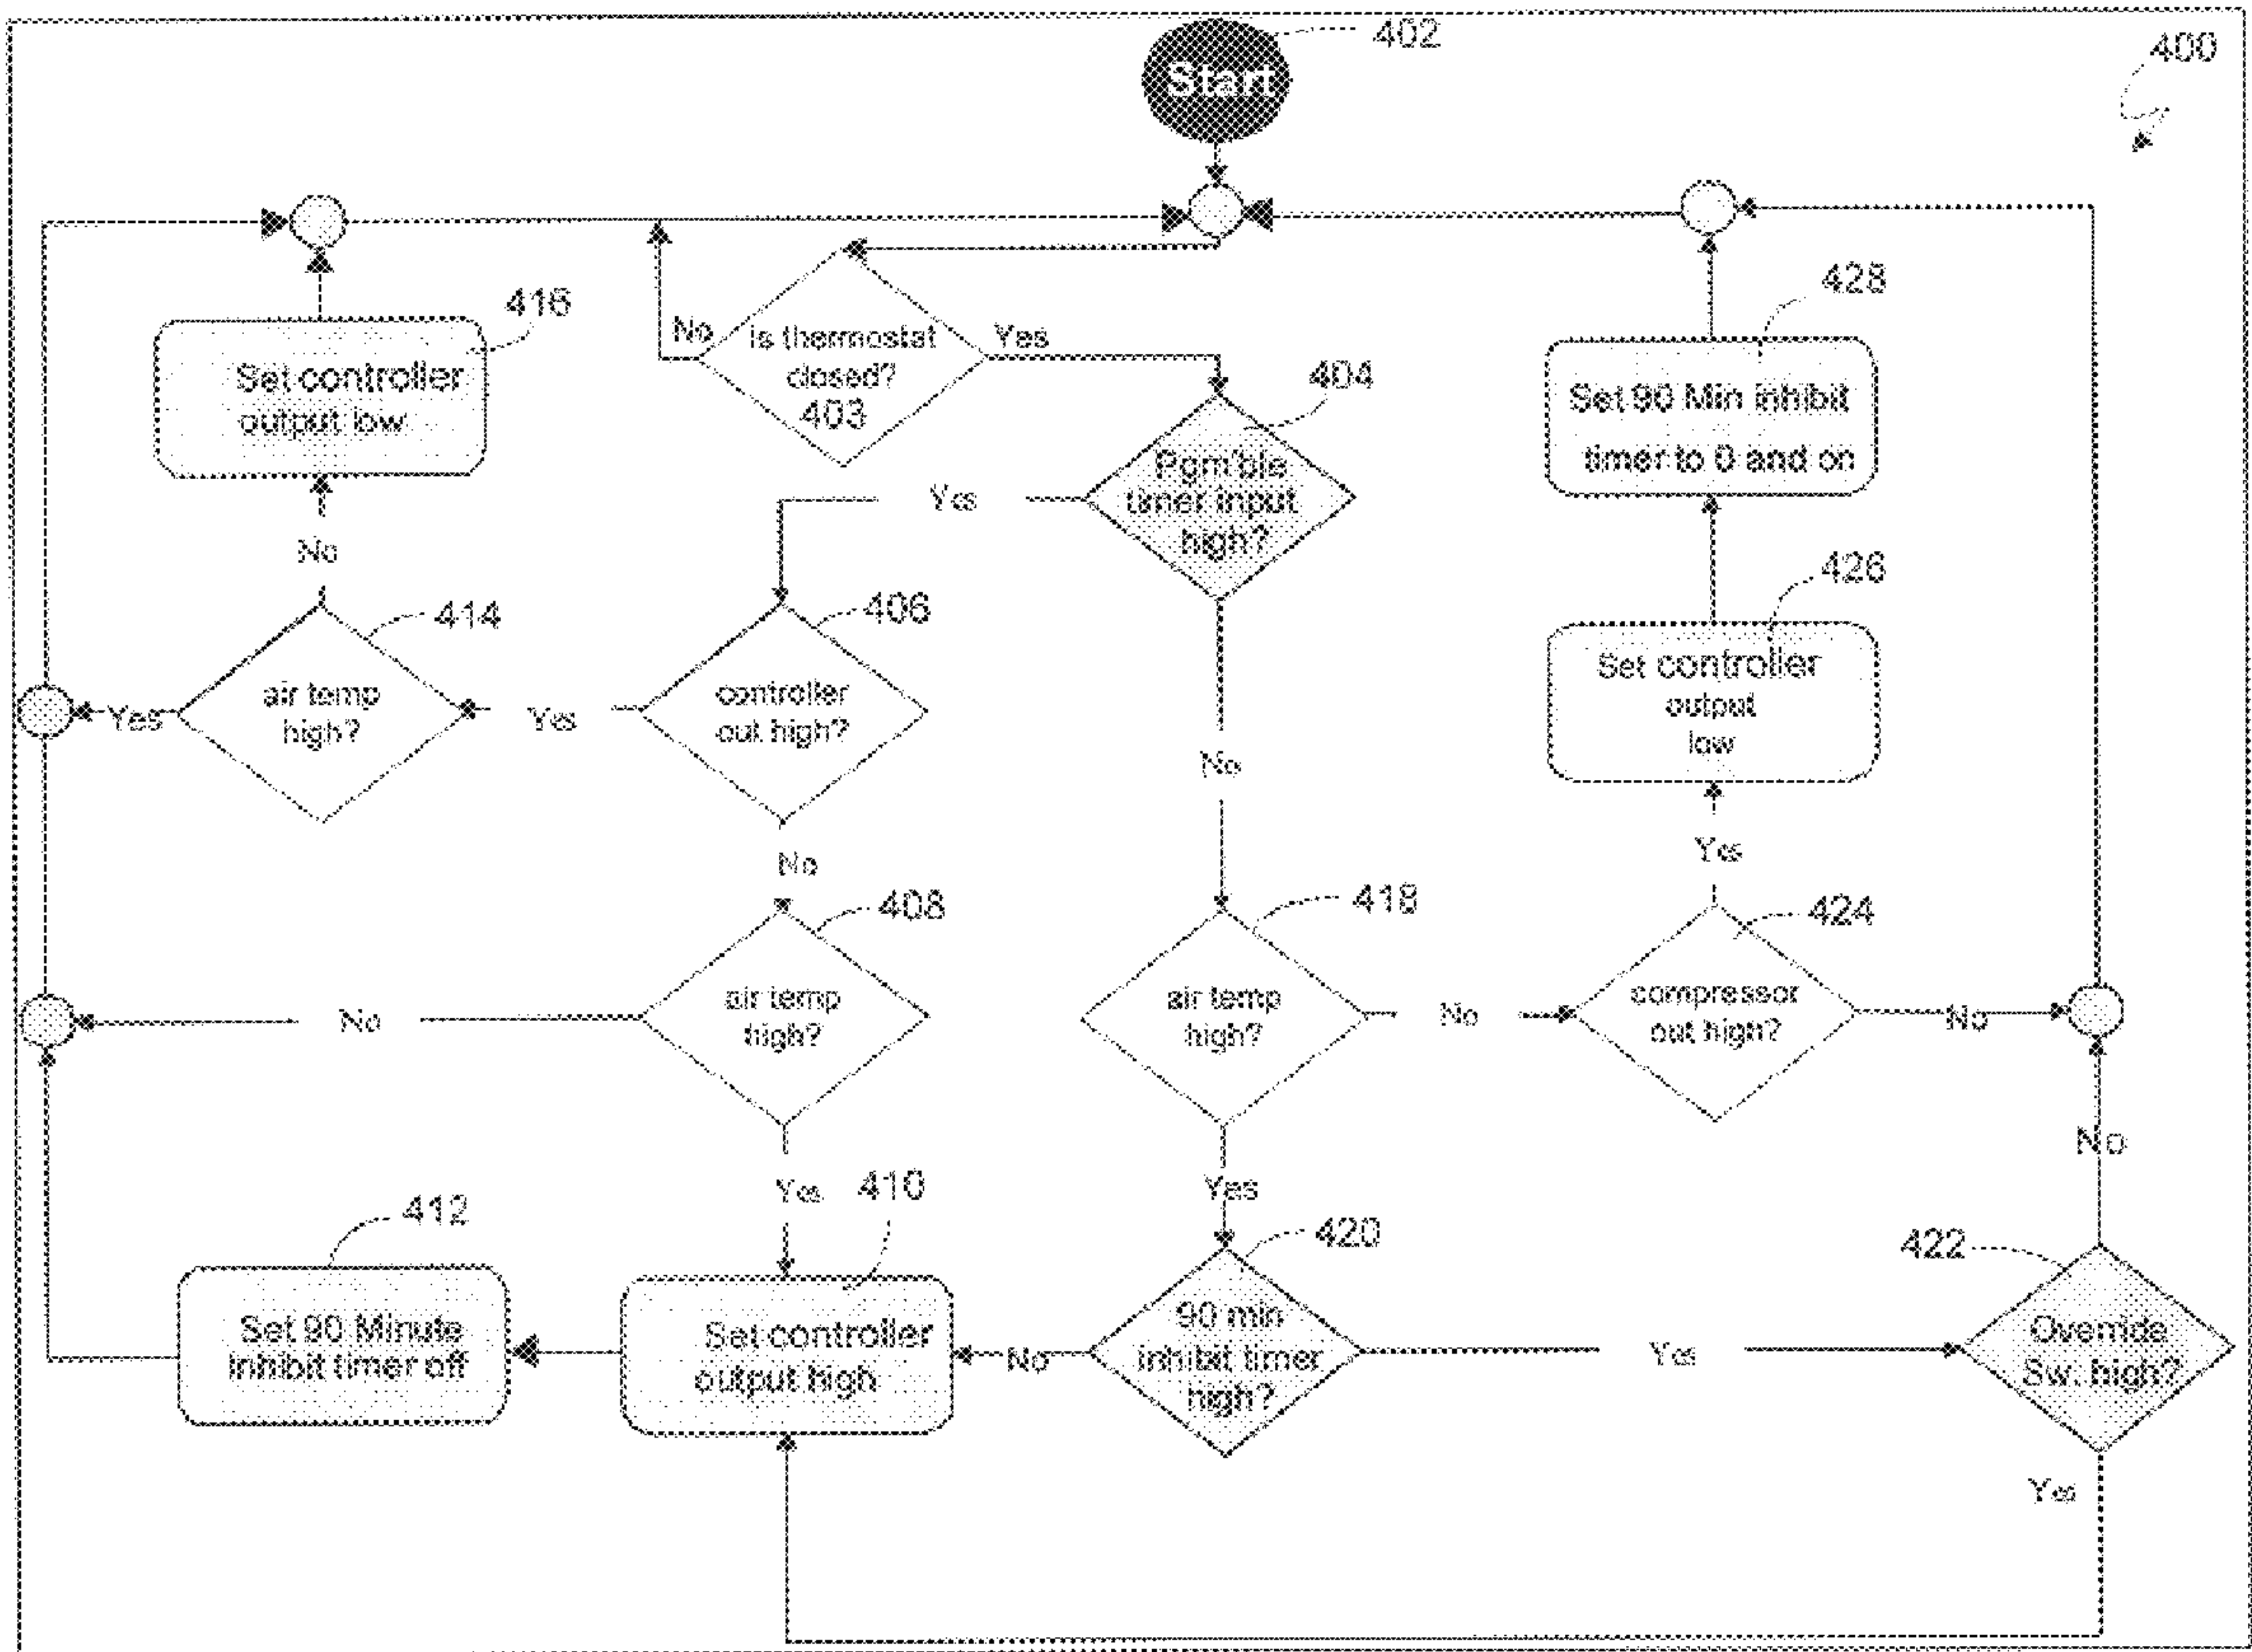 402
400
Start
416
428
No
is thermostat
closed?
403
Yes
404
Set controller
output low
Set 90 Min inhibit
timer to 0 and on
Pgm'ble
timer input
high?
Yes
No
426
414
406
Set controller
output
low
air temp
high?
Yes
controller
out high?
Yes
No
No
Yes
408
418
424
air temp
high?
No
air temp
high?
No
compressor
out high?
No
No
Yes
410
Yes
412
420
422
Set 90 Minute
Inhibit timer off
Set controller
output high
No
90 min
inhibit timer
high?
Yes
Override
Sw. high?
Yes